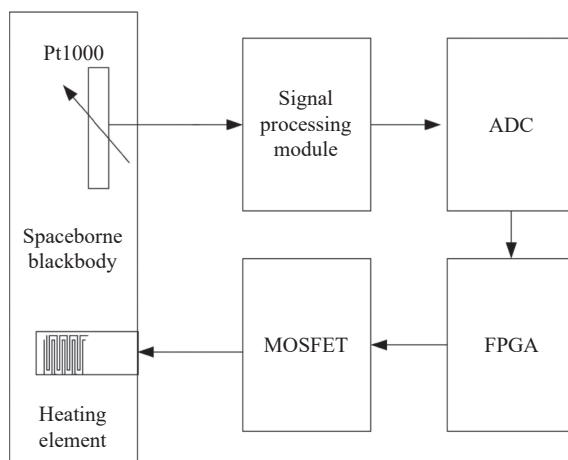 Pt1000
Signal
processing
module
ADC
Spaceborne
blackbody
MOSFET
FPGA
Heating
element